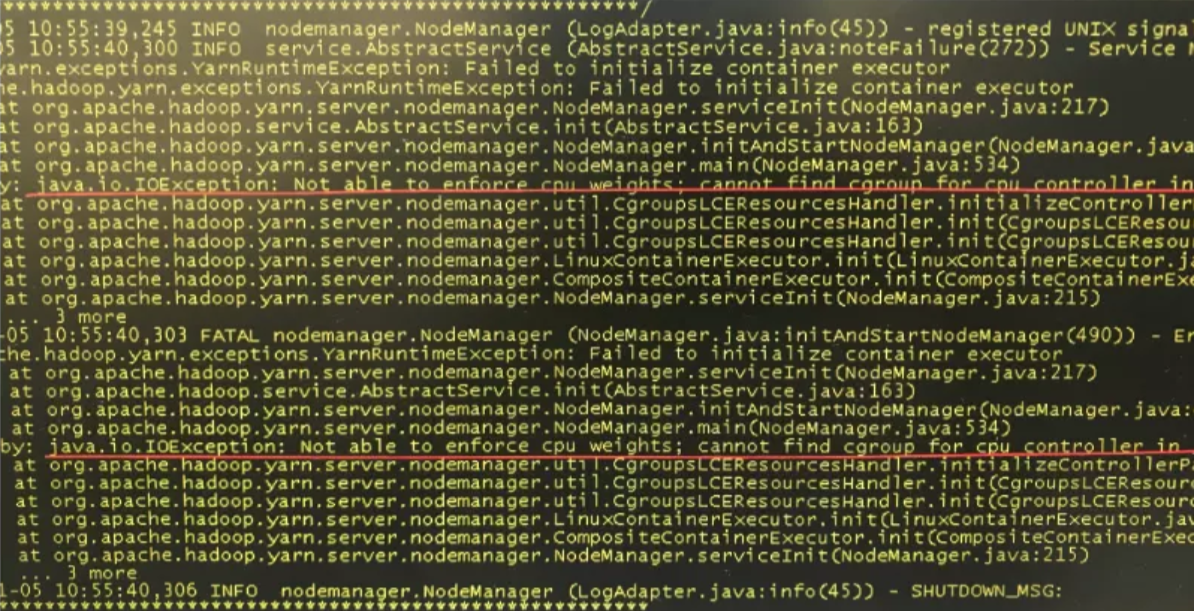 ***********************************************************/
5 10:55:39,245 INFO  nodemanager.NodeManager (LogAdapter.java:info(45)) - registered UNIX signa
05 10:55:40,300 INFO  service.AbstractService (AbstractService.java:noteFailure(272)) - Service
yarn.exceptions.YarnRuntimeException: Failed to initialize container executor
he.hadoop.yarn.exceptions.YarnRuntimeException: Failed to initialize container executor
at org.apache.hadoop.yarn.server.nodemanager.NodeManager.serviceInit(NodeManager.java:217)
at org.apache.hadoop.service.AbstractService.init(AbstractService.java:163)
at org.apache.hadoop.yarn.server.nodemanager.NodeManager.initAndStartNodeManager(NodeManager.java
at org.apache.hadoop.yarn.server.nodemanager.NodeManager.main(NodeManager.java:534)
y: java.io.IOException: Not able to enforce cpu weights; cannot find cgroup for cpu controller in
at org.apache.hadoop.yarn.server.nodemanager.util.CgroupsLCEResourcesHandler.initializeController
at org.apache.hadoop.yarn.server.nodemanager.util.CgroupsLCEResourcesHandler.init(CgroupsLCEResou
at org.apache.hadoop.yarn.server.nodemanager.util.CgroupsLCEResourcesHandler.init(CgroupsLCEResou
at org.apache.hadoop.yarn.server.nodemanager.LinuxContainerExecutor.init(LinuxContainerExecutor.ja
at org.apache.hadoop.yarn.server.nodemanager.CompositeContainerExecutor.init(CompositeContainerExe
at org.apache.hadoop.yarn.server.nodemanager.NodeManager.serviceInit(NodeManager.java:215)
... 3 more
-05 10:55:40,303 FATAL nodemanager.NodeManager (NodeManager.java:initAndStartNodeManager(490)) - Er
che.hadoop.yarn.exceptions.YarnRuntimeException: Failed to initialize container executor
at org.apache.hadoop.yarn.server.nodemanager.NodeManager.serviceInit(NodeManager.java:217)
at org.apache.hadoop.service.AbstractService.init(AbstractService.java:163)
at org.apache.hadoop.yarn.server.nodemanager.NodeManager.initAndStartNodeManager(NodeManager.java:
at org.apache.hadoop.yarn.server.nodemanager.NodeManager.main(NodeManager.java:534)
by: java.io.IOException: Not able to enforce cpu weights; cannot find cgroup for cpu controller in
at org.apache.hadoop.yarn.server.nodemanager.util.CgroupsLCEResourcesHandler.initializeControllerP
at org.apache.hadoop.yarn.server.nodemanager.util.CgroupsLCEResourcesHandler.init(CgroupsLCEResourc
at org.apache.hadoop.yarn.server.nodemanager.util.CgroupsLCEResourcesHandler.init(CgroupsLCEResourc
at org.apache.hadoop.yarn.server.nodemanager.LinuxContainerExecutor.init(LinuxContainerExecutor.jav
at org.apache.hadoop.yarn.server.nodemanager.CompositeContainerExecutor.init(CompositeContainerExec
at org.apache.hadoop.yarn.server.nodemanager.NodeManager.serviceInit(NodeManager.java:215)
... 3 more
1-05 10:55:40,306 INFO  nodemanager.NodeManager (LogAdapter.java:info(45)) - SHUTDOWN_MSG:
***********************************************************